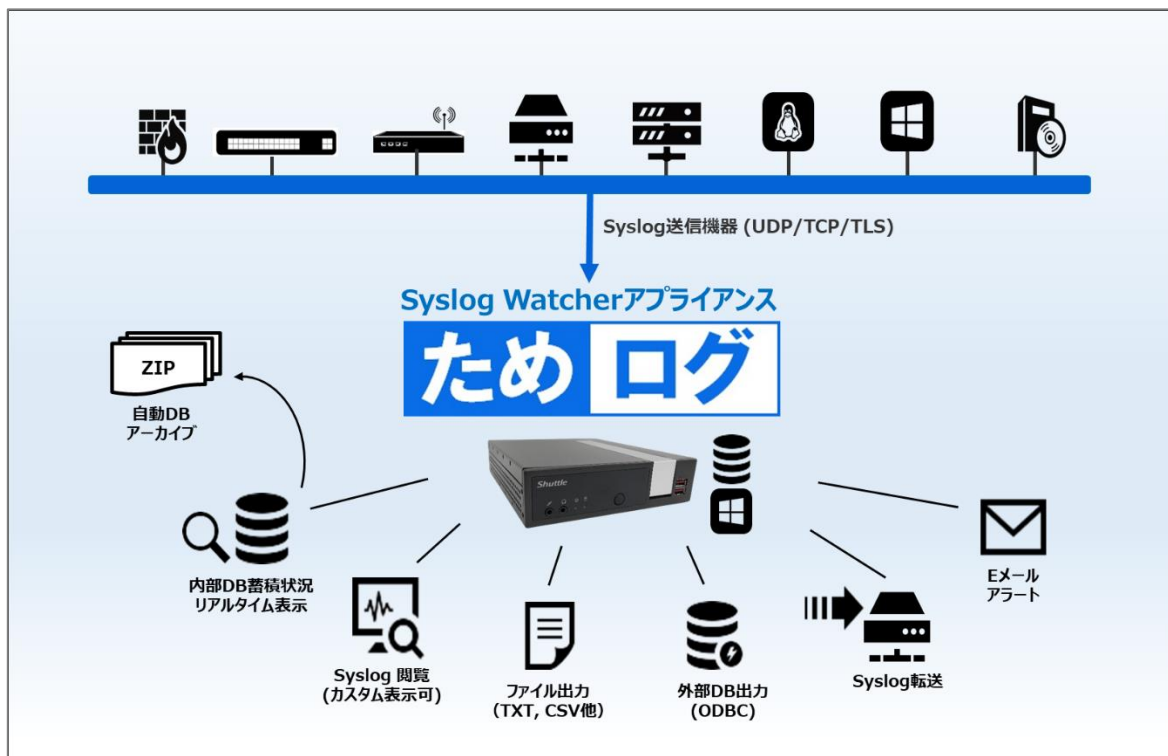 Syslog送信機器 (UDP/TCP/TLS)
Syslog Watcherアプライアンス
ためログ
ZIP
自動DB
アーカイブ
Shuttle
内部DB蓄積状況
リアルタイム表示
Syslog 閲覧
(カスタム表示可)
ファイル出力
(TXT, CSV他)
外部DB出力
(ODBC)
Syslog転送
Eメール
アラート